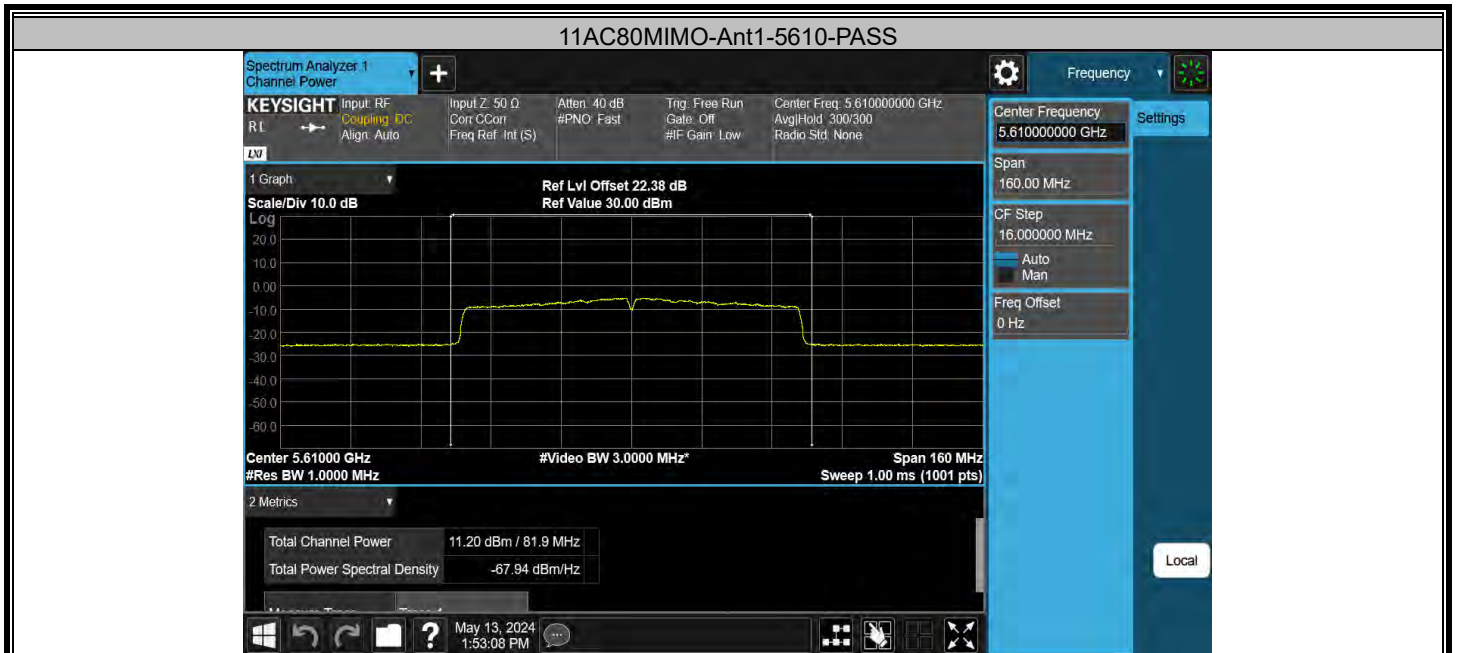 11AC80MIMO-Ant1-5610-PASS
Spectrum Analyzer 1
Channel Power
Frequency
KEYSIGHT
Input: RF
Coupling: DC
Align: Auto
Input Z: 50 Ω
Corr CCorr
Freq Ref: Int (S)
Atten: 40 dB
#PNO: Fast
Trig: Free Run
Gate: Off
#IF Gain: Low
Center Freq: 5.610000000 GHz
Avg|Hold: 300/300
Radio Std: None
LXI
Center Frequency
5.610000000 GHz
Settings
Span
160.00 MHz
CF Step
16.000000 MHz
Auto
Man
Freq Offset
0 Hz
1 Graph
Scale/Div 10.0 dB
Ref Lvl Offset 22.38 dB
Ref Value 30.00 dBm
Log
20.0
10.0
0.00
-10.0
-20.0
-30.0
-40.0
-50.0
-60.0
Center 5.61000 GHz
#Video BW 3.0000 MHz*
Span 160 MHz
#Res BW 1.0000 MHz
Sweep 1.00 ms (1001 pts)
2 Metrics
Total Channel Power 11.20 dBm / 81.9 MHz
Total Power Spectral Density -67.94 dBm/Hz
Local
?
May 13, 2024
1:53:08 PM